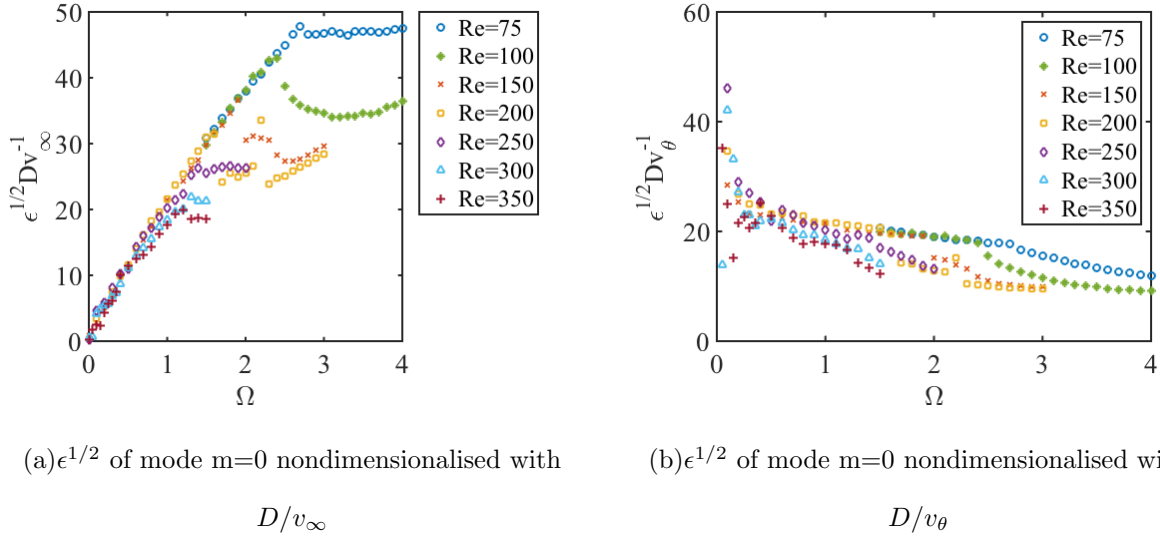 50
40
30
20
10
0
0
1
2
3
4
ϵ^{1/2}Dv_∞^{-1}
Ω
Re=75
Re=100
Re=150
Re=200
Re=250
Re=300
Re=350
60
40
20
0
0
1
2
3
4
ϵ^{1/2}Dv_θ^{-1}
Ω
Re=75
Re=100
Re=150
Re=200
Re=250
Re=300
Re=350
(a)ϵ^{1/2} of mode m=0 nondimensionalised with
D/v_∞
(b)ϵ^{1/2} of mode m=0 nondimensionalised wi
D/v_θ